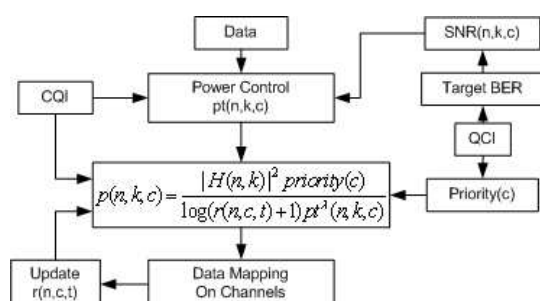 Data
SNR(n,k,c)
CQI
Power Control
pt(n,k,c)
Target BER
QCI
p(n,k,c) = |H(n,k)|² priority(c) / log(r(n,c,t)+1) pt^λ(n,k,c)
Priority(c)
Update
r(n,c,t)
Data Mapping
On Channels